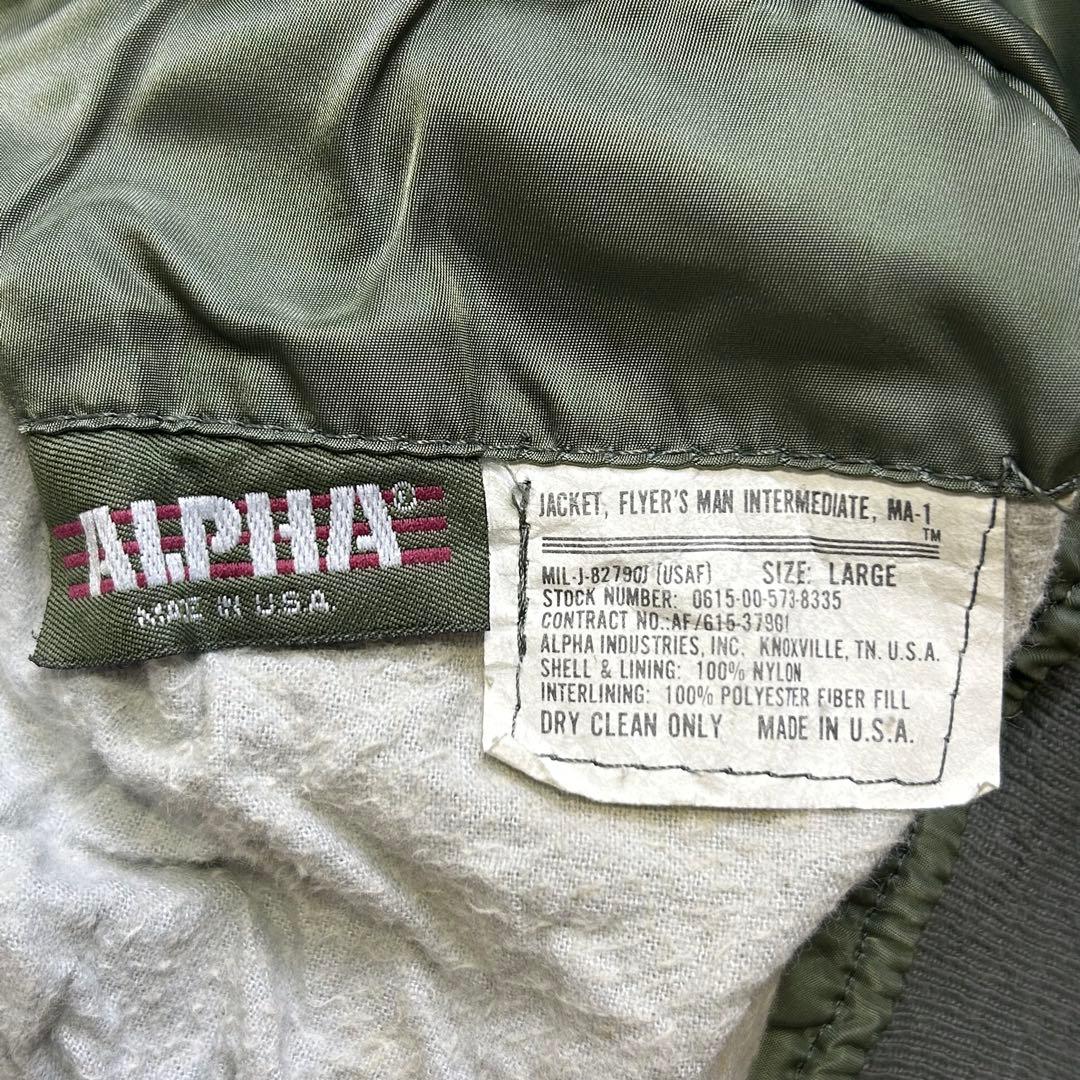 ALPHA®
MADE IN U.S.A.
JACKET, FLYER'S MAN INTERMEDIATE, MA-1
TM
MIL-J-82790J (USAF) SIZE: LARGE
STOCK NUMBER: 0615-00-573-8335
CONTRACT NO.:AF/615-37901
ALPHA INDUSTRIES, INC. KNOXVILLE, TN. U.S.A.
SHELL & LINING: 100% NYLON
INTERLINING: 100% POLYESTER FIBER FILL
DRY CLEAN ONLY MADE IN U.S.A.